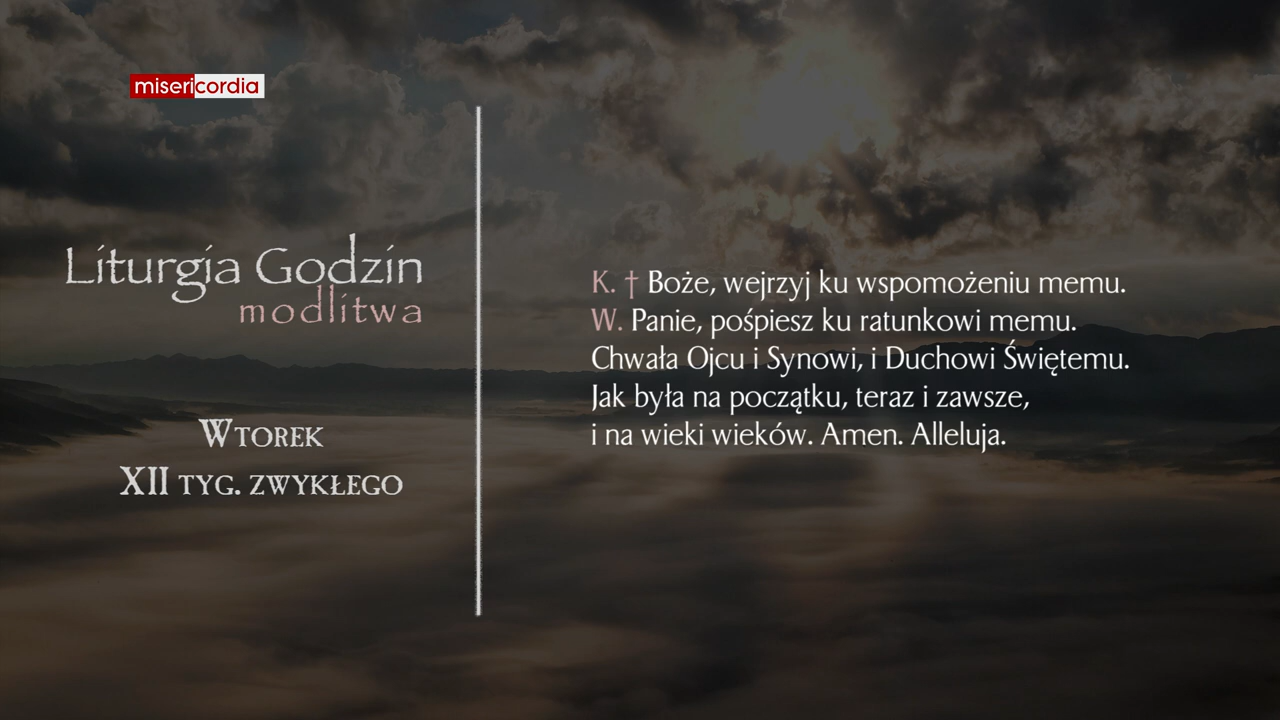 misericordia
Liturgia Godzin
modlitwa
Wtorek
XII tyg. zwykłego
K. † Boże, wejrzyj ku wspomożeniu memu.
W. Panie, pośpiesz ku ratunkowi memu.
Chwała Ojcu i Synowi, i Duchowi Świętemu.
Jak była na początku, teraz i zawsze,
i na wieki wieków. Amen. Alleluja.